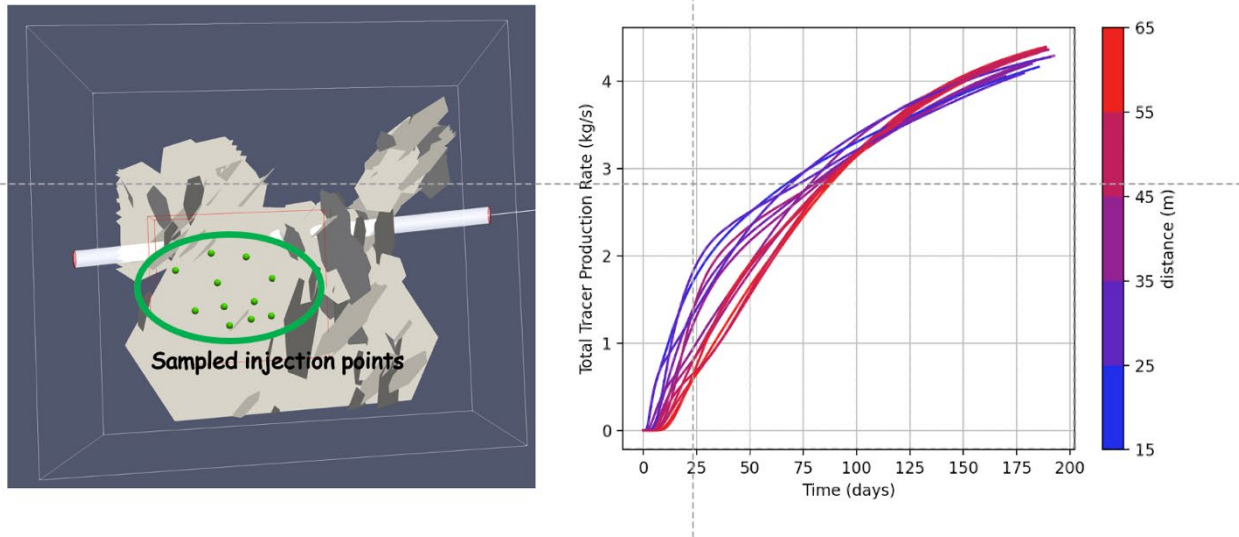 Sampled injection points
Total Tracer Production Rate (kg/s)
4
3
2
1
0
0 25 50 75 100 125 150 175 200
Time (days)
65
55
45
35
25
15
distance (m)